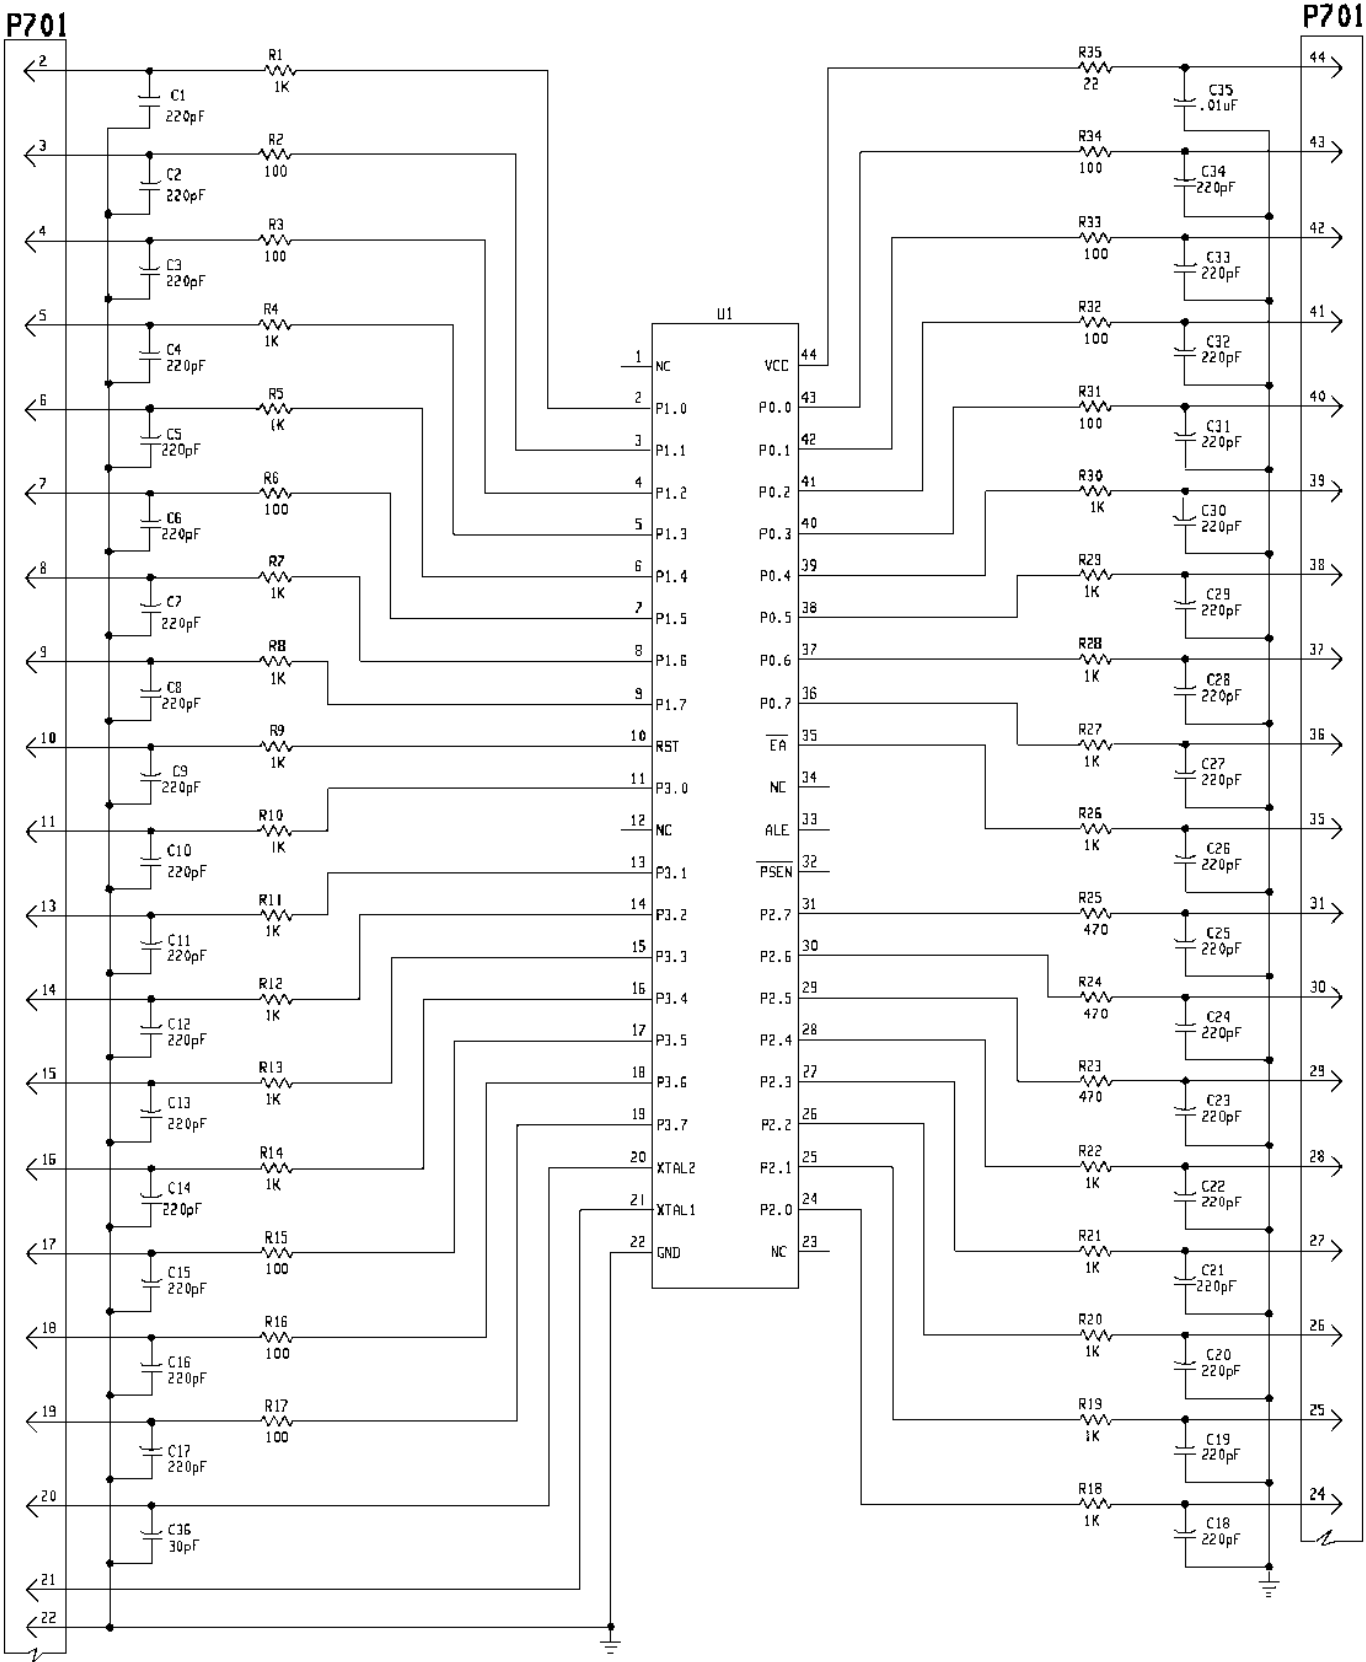 P701
2
R1
1K
C1
220pF
3
R2
100
C2
220pF
4
R3
100
C3
220pF
5
R4
1K
C4
220pF
6
R5
1K
C5
220pF
7
R6
100
C6
220pF
8
R7
1K
C7
220pF
9
R8
1K
C8
220pF
10
R9
1K
C9
220pF
11
R10
1K
C10
220pF
13
R11
1K
C11
220pF
14
R12
1K
C12
220pF
15
R13
1K
C13
220pF
16
R14
1K
C14
220pF
17
R15
100
C15
220pF
18
R16
100
C16
220pF
19
R17
100
C17
220pF
20
C36
30pF
21
22
U1
1 NC
2 P1.0
3 P1.1
4 P1.2
5 P1.3
6 P1.4
7 P1.5
8 P1.6
9 P1.7
10 RST
11 P3.0
12 NC
13 P3.1
14 P3.2
15 P3.3
16 P3.4
17 P3.5
18 P3.6
19 P3.7
20 XTAL2
21 XTAL1
22 GND
VCC 44
P0.0 43
P0.1 42
P0.2 41
P0.3 40
P0.4 39
P0.5 38
P0.6 37
P0.7 36
EA 35
NC 34
ALE 33
PSEN 32
P2.7 31
P2.6 30
P2.5 29
P2.4 28
P2.3 27
P2.2 26
P2.1 25
P2.0 24
NC 23
P701
R35
22
44
C35
.01uF
R34
100
43
C34
220pF
R33
100
42
C33
220pF
R32
100
41
C32
220pF
R31
100
40
C31
220pF
R30
1K
39
C30
220pF
R29
1K
38
C29
220pF
R28
1K
37
C28
220pF
R27
1K
36
C27
220pF
R26
1K
35
C26
220pF
R25
470
31
C25
220pF
R24
470
30
C24
220pF
R23
470
29
C23
220pF
R22
1K
28
C22
220pF
R21
1K
27
C21
220pF
R20
1K
26
C20
220pF
R19
1K
25
C19
220pF
R18
1K
24
C18
220pF